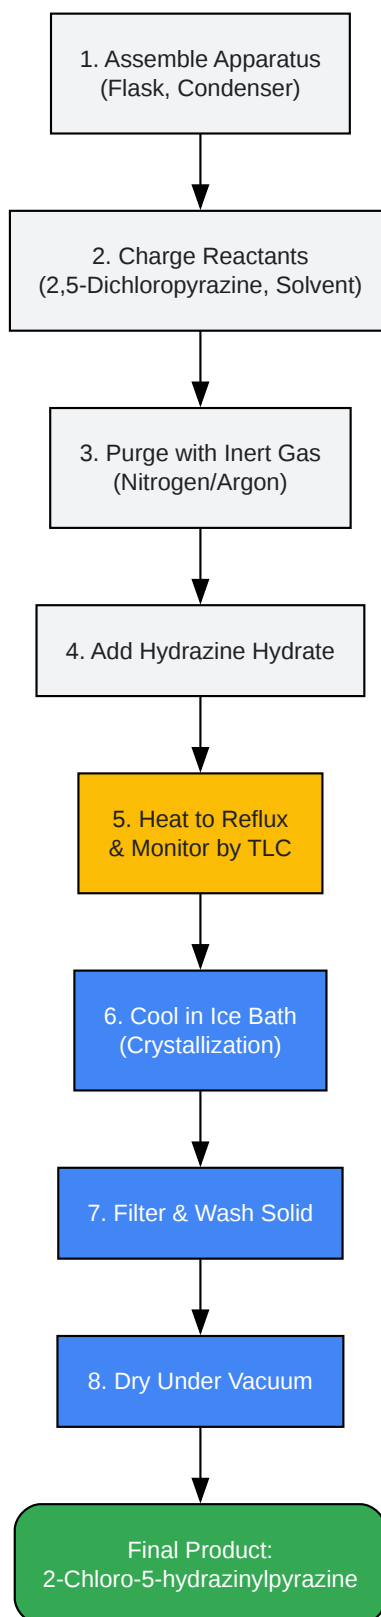 1. Assemble Apparatus
(Flask, Condenser)
2. Charge Reactants
(2,5-Dichloropyrazine, Solvent)
3. Purge with Inert Gas
(Nitrogen/Argon)
4. Add Hydrazine Hydrate
5. Heat to Reflux
& Monitor by TLC
6. Cool in Ice Bath
(Crystallization)
7. Filter & Wash Solid
8. Dry Under Vacuum
Final Product:
2-Chloro-5-hydrazinylpyrazine